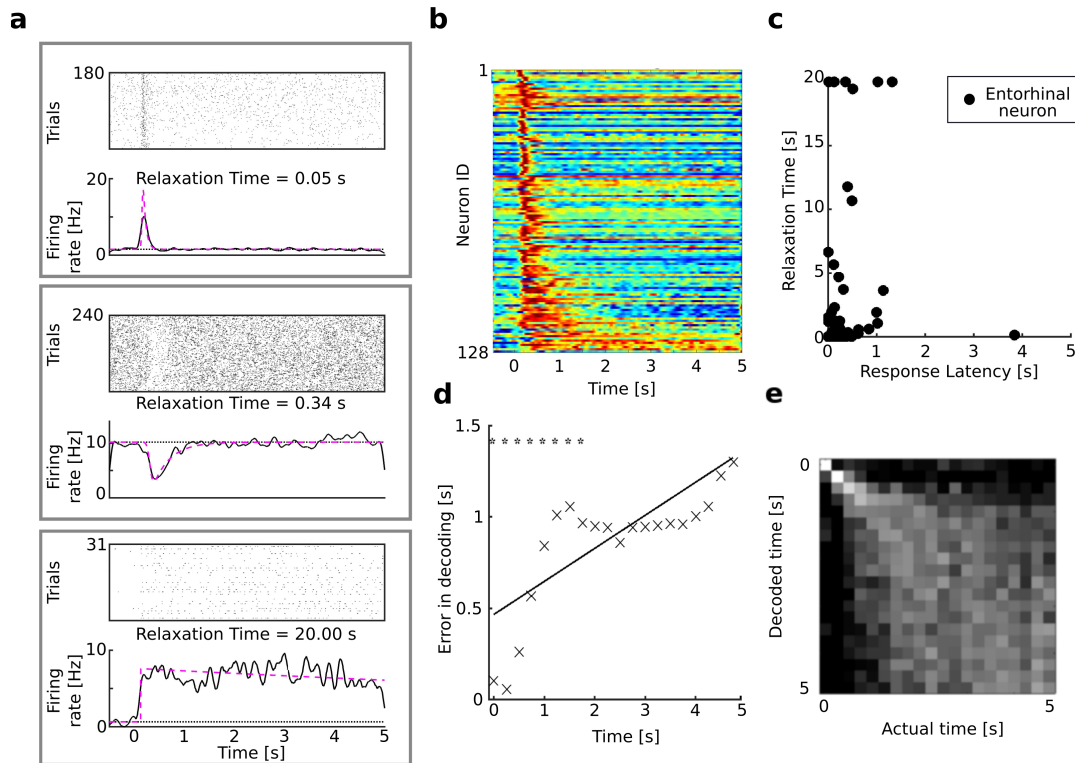 a
180
Trials
Relaxation Time = 0.05 s
20
Firing
rate [Hz]
0
240
Trials
Relaxation Time = 0.34 s
10
Firing
rate [Hz]
0
31
Trials
Relaxation Time = 20.00 s
10
Firing
rate [Hz]
0
0 1 2 3 4 5
Time [s]
b
1
Neuron ID
128
0 1 2 3 4 5
Time [s]
c
20
15
10
5
0
Relaxation Time [s]
Entorhinal
neuron
0 1 2 3 4 5
Response Latency [s]
d
1.5
* * * * * * * *
1
0.5
0
Error in decoding [s]
0 1 2 3 4 5
Time [s]
e
0
Decoded time [s]
5
5
Actual time [s]